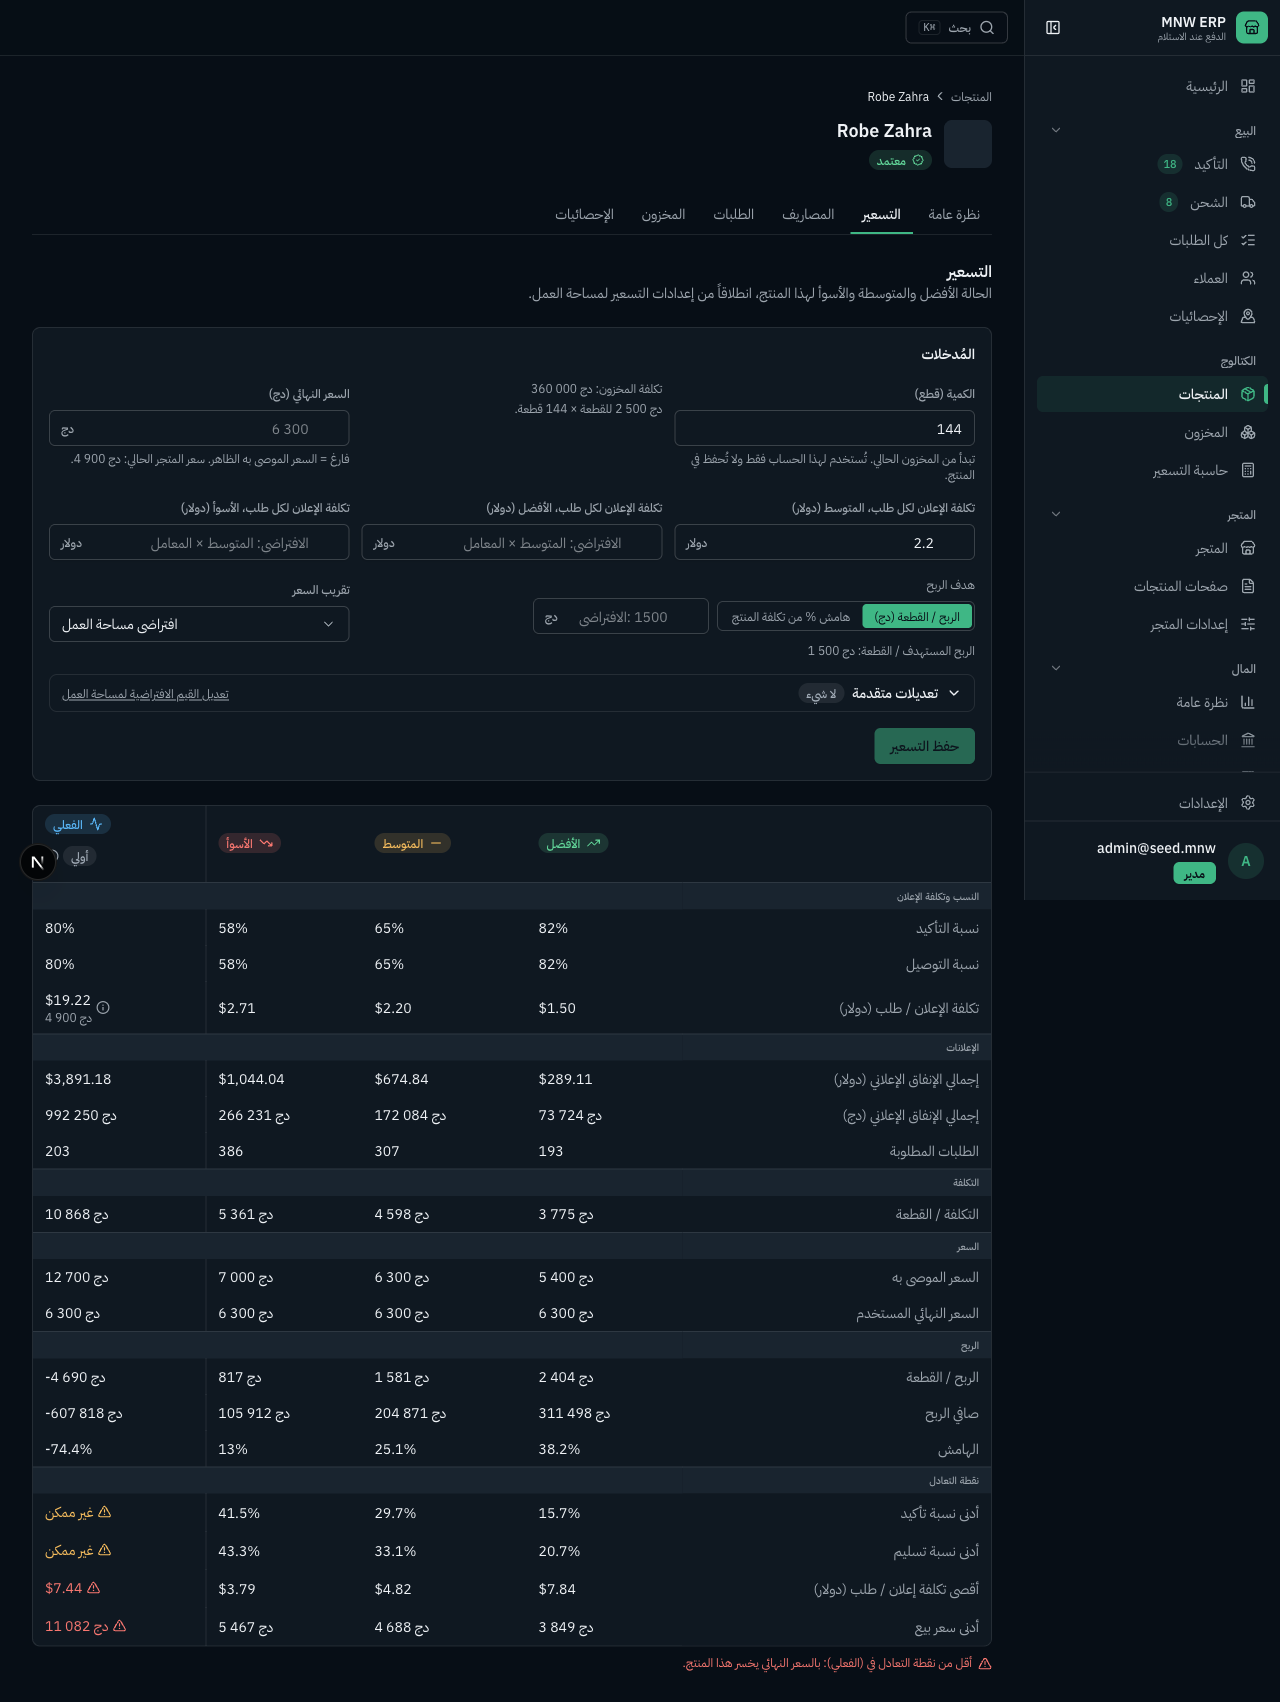 MNW ERP
الدفع عند الاستلام
بحث
⌘K
الرئيسية
البيع
التأكيد 18
الشحن 8
كل الطلبات
العملاء
الإحصائيات
الكتالوج
المنتجات
المخزون
حاسبة التسعير
المتجر
المتجر
صفحات المنتجات
إعدادات المتجر
المال
نظرة عامة
الحسابات
الإعدادات
admin@seed.mnw
مدير
A
المنتجات > Robe Zahra
Robe Zahra
معتمد
نظرة عامة التسعير المصاريف الطلبات المخزون الإحصائيات
التسعير
الحالة الأفضل والمتوسطة والأسوأ لهذا المنتج، انطلاقاً من إعدادات التسعير لمساحة العمل.
المُدخلات
الكمية (قطع)
144
تبدأ من المخزون الحالي. تُستخدم لهذا الحساب فقط ولا تُحفظ في
المنتج.
تكلفة المخزون: دج 000 360
دج 500 2 للقطعة × 144 قطعة.
السعر النهائي (دج)
6 300 دج
فارغ = السعر الموصى به الظاهر. سعر المتجر الحالي: دج 900 4.
تكلفة الإعلان لكل طلب، المتوسط (دولار)
2.2 دولار
تكلفة الإعلان لكل طلب، الأفضل (دولار)
الافتراضي: المتوسط × المعامل دولار
تكلفة الإعلان لكل طلب، الأسوأ (دولار)
الافتراضي: المتوسط × المعامل دولار
هدف الربح
الربح / القطعة (دج) هامش % من تكلفة المنتج
الافتراضي: 1500 دج
الربح المستهدف / القطعة: دج 500 1
تقريب السعر
افتراضي مساحة العمل
تعديلات متقدمة لا شيء
تعديل القيم الافتراضية لمساحة العمل
حفظ التسعير
الأفضل المتوسط الأسوأ الفعلي
أولي
N
النسب وتكلفة الإعلان
نسبة التأكيد 82% 65% 58% 80%
نسبة التوصيل 82% 65% 58% 80%
تكلفة الإعلان / طلب (دولار) $1.50 $2.20 $2.71 $19.22
4 900 دج
الإعلانات
إجمالي الإنفاق الإعلاني (دولار) $289.11 $674.84 $1,044.04 $3,891.18
إجمالي الإنفاق الإعلاني (دج) 73 724 دج 172 084 دج 266 231 دج 992 250 دج
الطلبات المطلوبة 193 307 386 203
التكلفة
التكلفة / القطعة 3 775 دج 4 598 دج 5 361 دج 10 868 دج
السعر
السعر الموصى به 5 400 دج 6 300 دج 7 000 دج 12 700 دج
السعر النهائي المستخدم 6 300 دج 6 300 دج 6 300 دج 6 300 دج
الربح
الربح / القطعة 2 404 دج 1 581 دج 817 دج -4 690 دج
صافي الربح 311 498 دج 204 871 دج 105 912 دج -607 818 دج
الهامش 38.2% 25.1% 13% -74.4%
نقطة التعادل
أدنى نسبة تأكيد 15.7% 29.7% 41.5% غير ممكن
أدنى نسبة تسليم 20.7% 33.1% 43.3% غير ممكن
أقصى تكلفة إعلان / طلب (دولار) $7.84 $4.82 $3.79 $7.44
أدنى سعر بيع 3 849 دج 4 688 دج 5 467 دج 11 082 دج
أقل من نقطة التعادل في (الفعلي): بالسعر النهائي يخسر هذا المنتج.